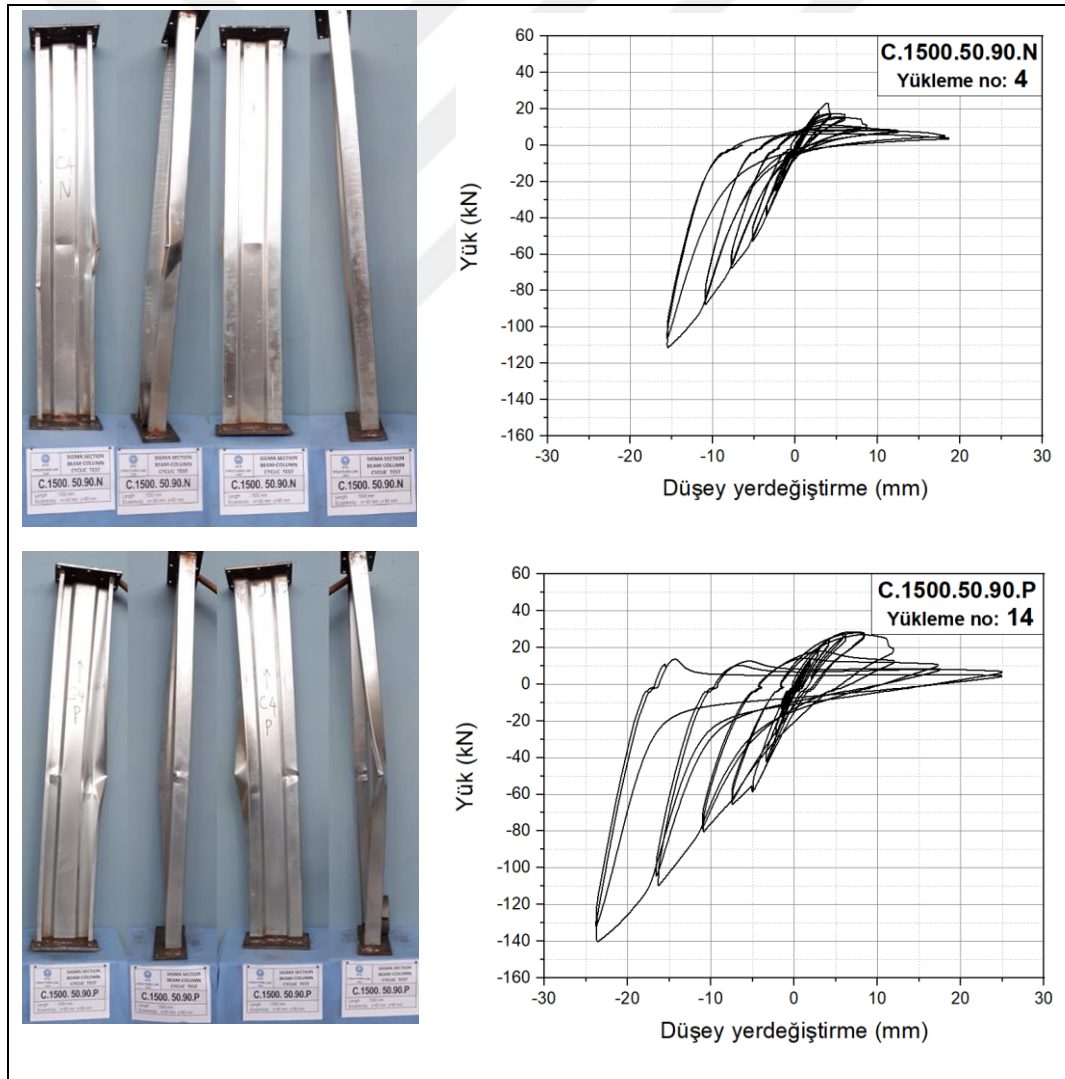 C4
N
SIGMA SECTION
BEAM-COLUMN
CYCLIC TEST
C.1500. 50.90.N
SIGMA SECTION
BEAM-COLUMN
CYCLIC TEST
C.1500. 50.90.N
SIGMA SECTION
BEAM-COLUMN
CYCLIC TEST
C.1500. 50.90.N
SIGMA SECTION
BEAM-COLUMN
CYCLIC TEST
C.1500. 50.90.N
C.1500.50.90.N
Yükleme no: 4
Yük (kN)
60
40
20
0
-20
-40
-60
-80
-100
-120
-140
-160
-30 -20 -10 0 10 20 30
Düşey yerdeğiştirme (mm)
C4
P
C4
P
SIGMA SECTION
BEAM-COLUMN
CYCLIC TEST
C.1500. 50.90.P
SIGMA SECTION
BEAM-COLUMN
CYCLIC TEST
C.1500. 50.90.P
SIGMA SECTION
BEAM-COLUMN
CYCLIC TEST
C.1500. 50.90.P
SIGMA SECTION
BEAM-COLUMN
CYCLIC TEST
C.1500. 50.90.P
C.1500.50.90.P
Yükleme no: 14
Yük (kN)
60
40
20
0
-20
-40
-60
-80
-100
-120
-140
-160
-30 -20 -10 0 10 20 30
Düşey yerdeğiştirme (mm)